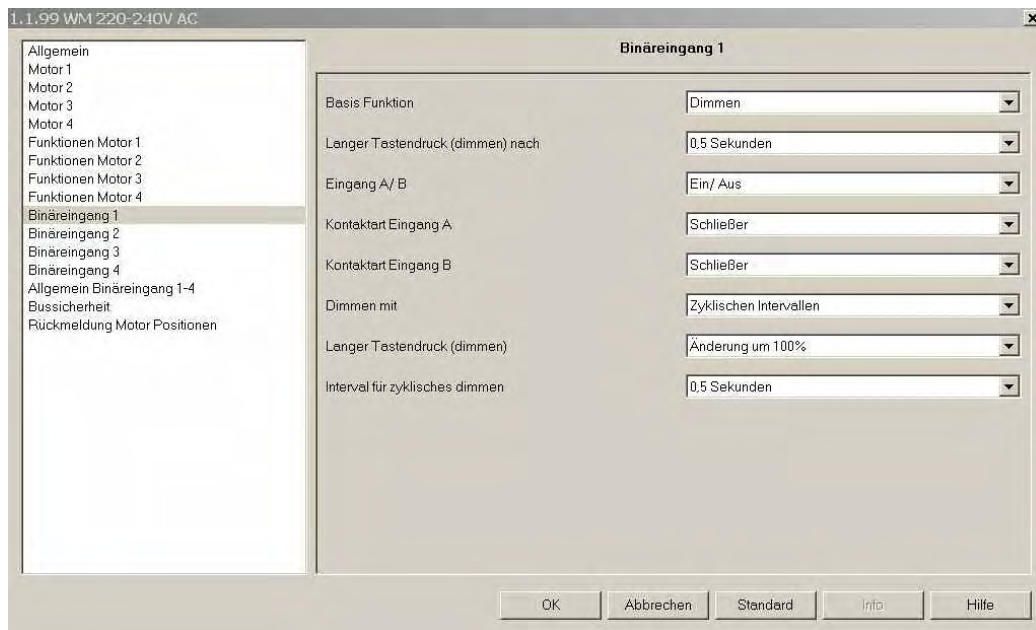 1.1.99 WM 220-240V AC
Allgemein
Motor 1
Motor 2
Motor 3
Motor 4
Funktionen Motor 1
Funktionen Motor 2
Funktionen Motor 3
Funktionen Motor 4
Binäreingang 1
Binäreingang 2
Binäreingang 3
Binäreingang 4
Allgemein Binäreingang 1-4
Bussicherheit
Rückmeldung Motor Positionen
Binäreingang 1
Basis Funktion Dimmen
Langer Tastendruck (dimmen) nach 0,5 Sekunden
Eingang A/ B Ein/ Aus
Kontaktart Eingang A Schließer
Kontaktart Eingang B Schließer
Dimmen mit Zyklischen Intervallen
Langer Tastendruck (dimmen) Änderung um 100%
Interval für zyklisches dimmen 0,5 Sekunden
OK Abbrechen Standard Info Hilfe